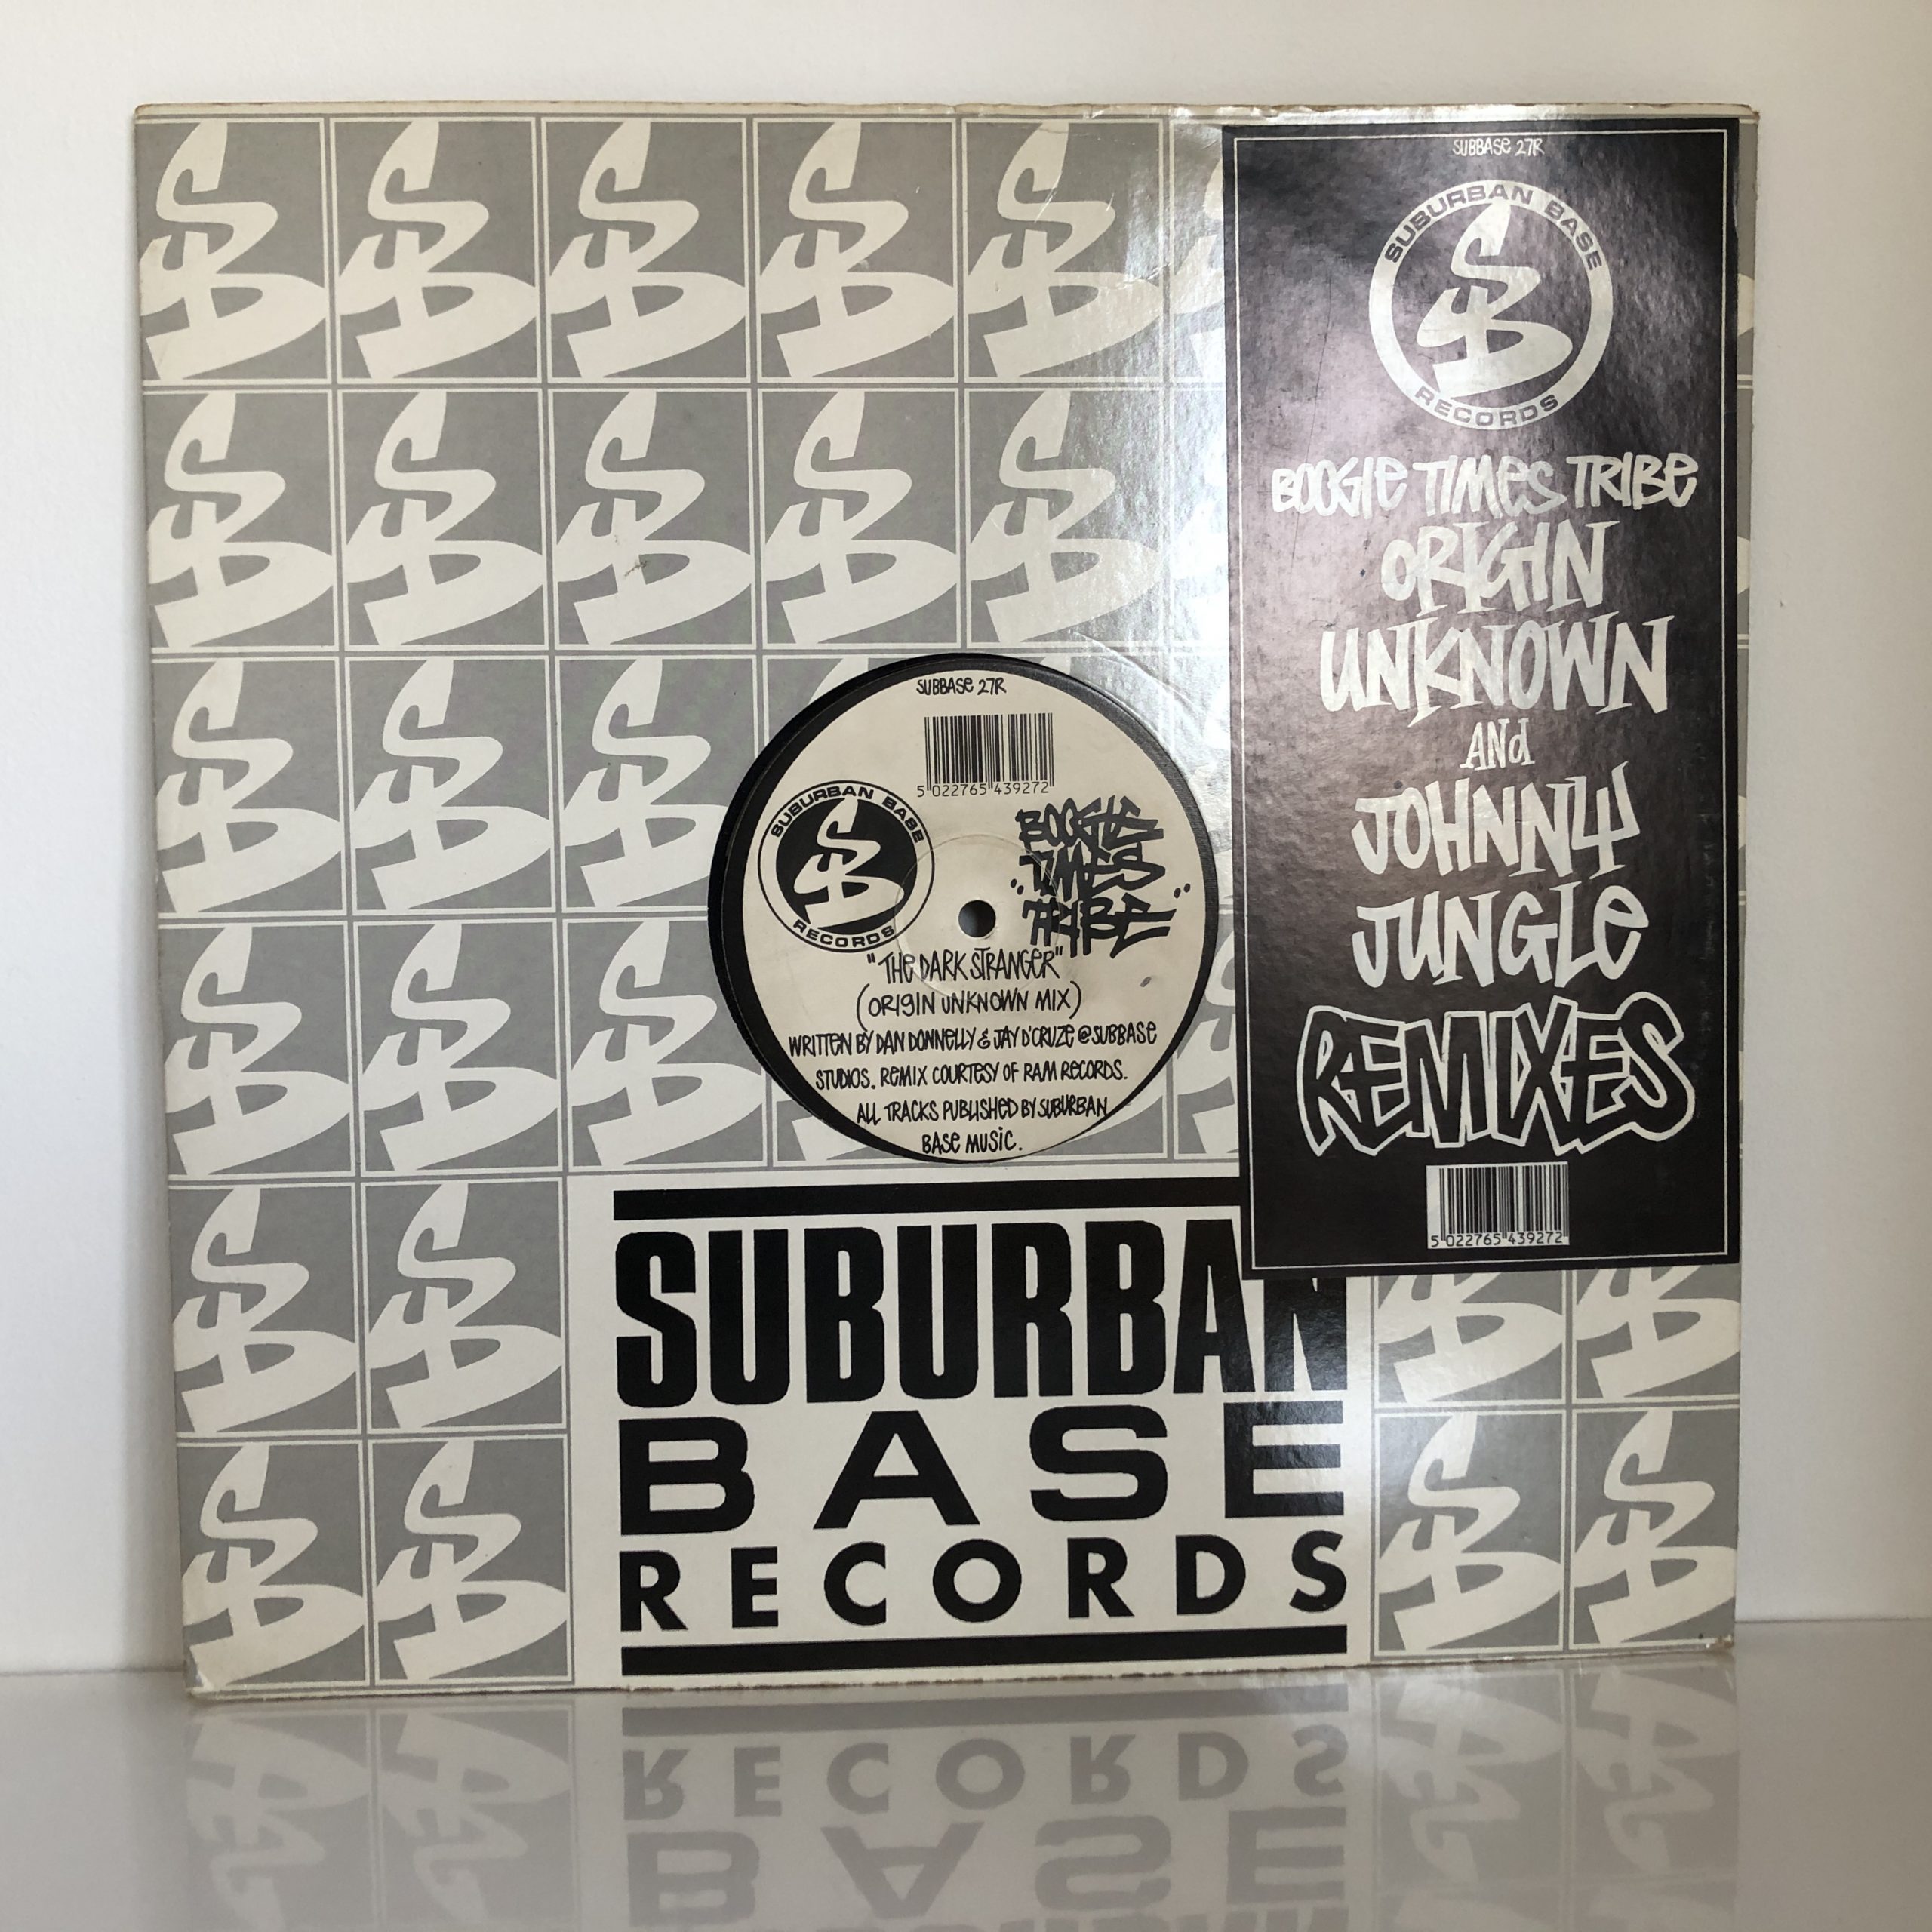 SUBBASE 27R
SUBURBAN BASE
RECORDS
BOOGIE TIMES TRIBE
ORIGIN
UNKNOWN
AND
JOHNNY
JUNGLE
REMIXES
5 022765 439272
SUBBASE 27R
5 022765 439272
SUBURBAN BASE
RECORDS
BOOGIE
TIMES
TRIBE
"THE DARK STRANGER"
(ORIGIN UNKNOWN MIX)
WRITTEN BY DAN DONNELLY & JAY D'CRUZE @ SUBBASE
STUDIOS. REMIX COURTESY OF RAM RECORDS.
ALL TRACKS PUBLISHED BY SUBURBAN
BASE MUSIC.
SUBURBAN
BASE
RECORDS